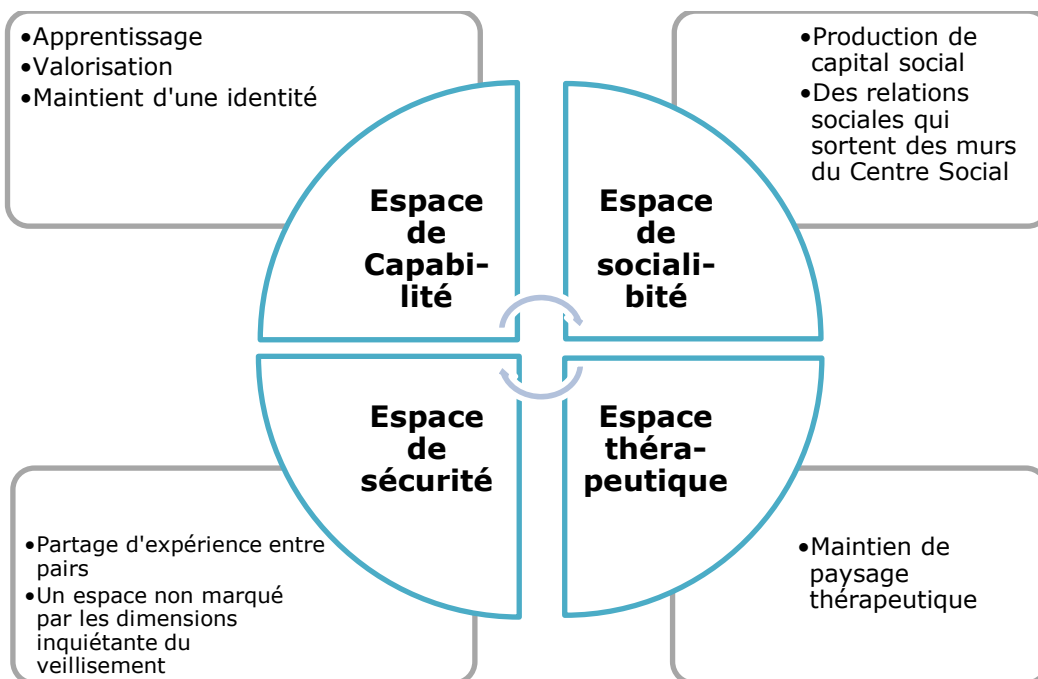 •Apprentissage
•Valorisation
•Maintient d'une identité
•Production de
capital social
•Des relations
sociales qui
sortent des murs
du Centre Social
Espace
de
Capabi-
lité
Espace
de
sociali-
bité
Espace
de
sécurité
Espace
théra-
peutique
•Partage d'expérience entre
pairs
•Un espace non marqué
par les dimensions
inquiétante du
veillisement
•Maintien de
paysage
thérapeutique